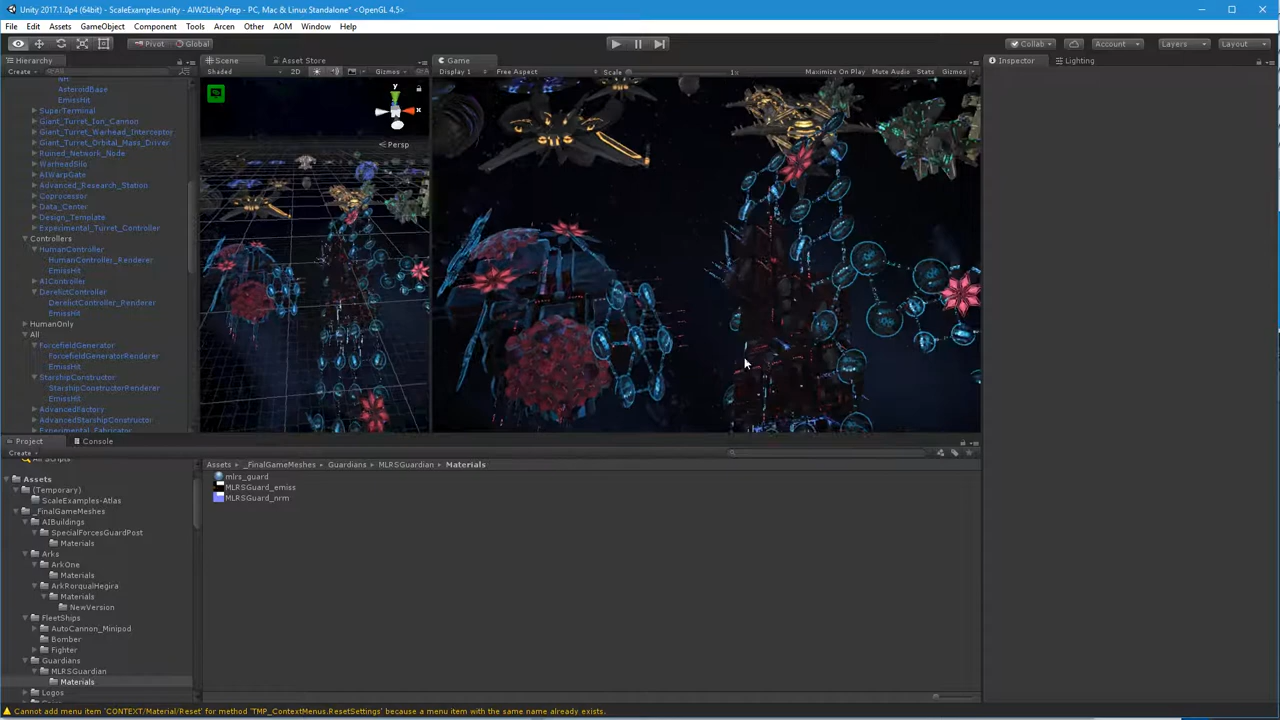 Unity 2017.1.0p4 (64bit) - ScaleExamples.unity - AIW2UnityPrep - PC, Mac & Linux Standalone* <OpenGL 4.5>
File Edit Assets GameObject Component Tools Arcen Other AOM Window Help
Pivot Global Collab Account Layers Layout
Hierarchy Scene Asset Store Game Inspector Lighting
Create Shaded 2D Gizmos Display 1 Free Aspect Scale 1x Maximize On Play Mute Audio Stats Gizmos
AsteroidBase
EmissHit
SuperTerminal
Giant_Turret_Ion_Cannon
Giant_Turret_Warhead_Interceptor
Giant_Turret_Orbital_Mass_Driver
Ruined_Network_Node
WarheadSilo
AIWarpGate
Advanced_Research_Station
Coprocessor
Data_Center
Design_Template
Experimental_Turret_Controller
Controllers
HumanController
HumanController_Renderer
EmissHit
AIController
DerelictController
DerelictController_Renderer
EmissHit
HumanOnly
All
ForcefieldGenerator
ForcefieldGeneratorRenderer
EmissHit
StarshipConstructor
StarshipConstructorRenderer
EmissHit
AdvancedFactory
AdvancedStarshipConstructor
Experimental_Fabricator
y
x
Persp
Project Console
Create
All Scripts
Assets
{Temporary}
ScaleExamples-Atlas
_FinalGameMeshes
AIBuildings
SpecialForcesGuardPost
Materials
Arks
ArkOne
Materials
ArkRorqualHegira
Materials
NewVersion
FleetShips
AutoCannon_Minipod
Bomber
Fighter
Guardians
MLRSGuardian
Materials
Logos
Assets _FinalGameMeshes Guardians MLRSGuardian Materials
mlrs_guard
MLRSGuard_emiss
MLRSGuard_nrm
Cannot add menu item 'CONTEXT/Material/Reset' for method 'TMP_ContextMenus.ResetSettings' because a menu item with the same name already exists.